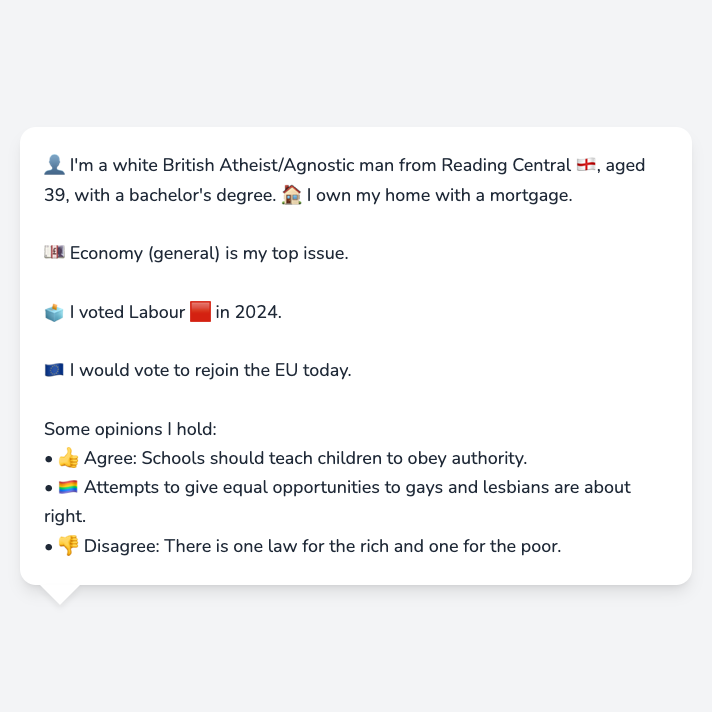 👤 I'm a white British Atheist/Agnostic man from Reading Central 🏴󠁧󠁢󠁥󠁮󠁧󠁿, aged
39, with a bachelor's degree. 🏠 I own my home with a mortgage.
💷 Economy (general) is my top issue.
🗳️ I voted Labour 🟥 in 2024.
🇪🇺 I would vote to rejoin the EU today.
Some opinions I hold:
• 👍 Agree: Schools should teach children to obey authority.
• 🏳️‍🌈 Attempts to give equal opportunities to gays and lesbians are about
right.
• 👎 Disagree: There is one law for the rich and one for the poor.